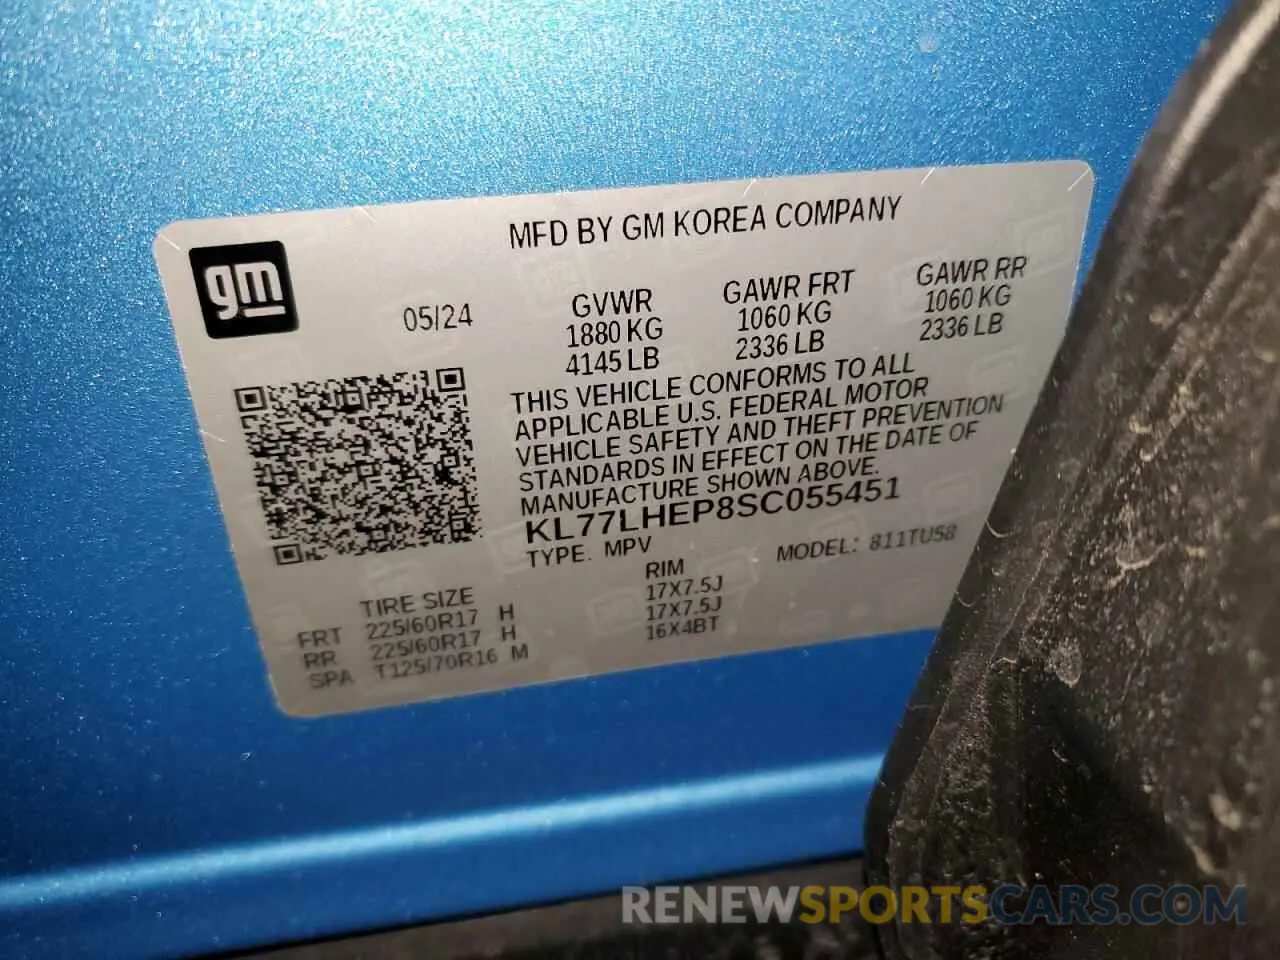 MFD BY GM KOREA COMPANY
gm
05/24
GVWR
1880 KG
4145 LB
GAWR FRT
1060 KG
2336 LB
GAWR RR
1060 KG
2336 LB
THIS VEHICLE CONFORMS TO ALL
APPLICABLE U.S. FEDERAL MOTOR
VEHICLE SAFETY AND THEFT PREVENTION
STANDARDS IN EFFECT ON THE DATE OF
MANUFACTURE SHOWN ABOVE.
KL77LHEP8SC055451
TYPE. MPV
MODEL: 811TU58
TIRE SIZE RIM
FRT 225/60R17 H 17X7.5J
RR 225/60R17 H 17X7.5J
SPA T125/70R16 M 16X4BT
RENEWSPORTSCARS.COM